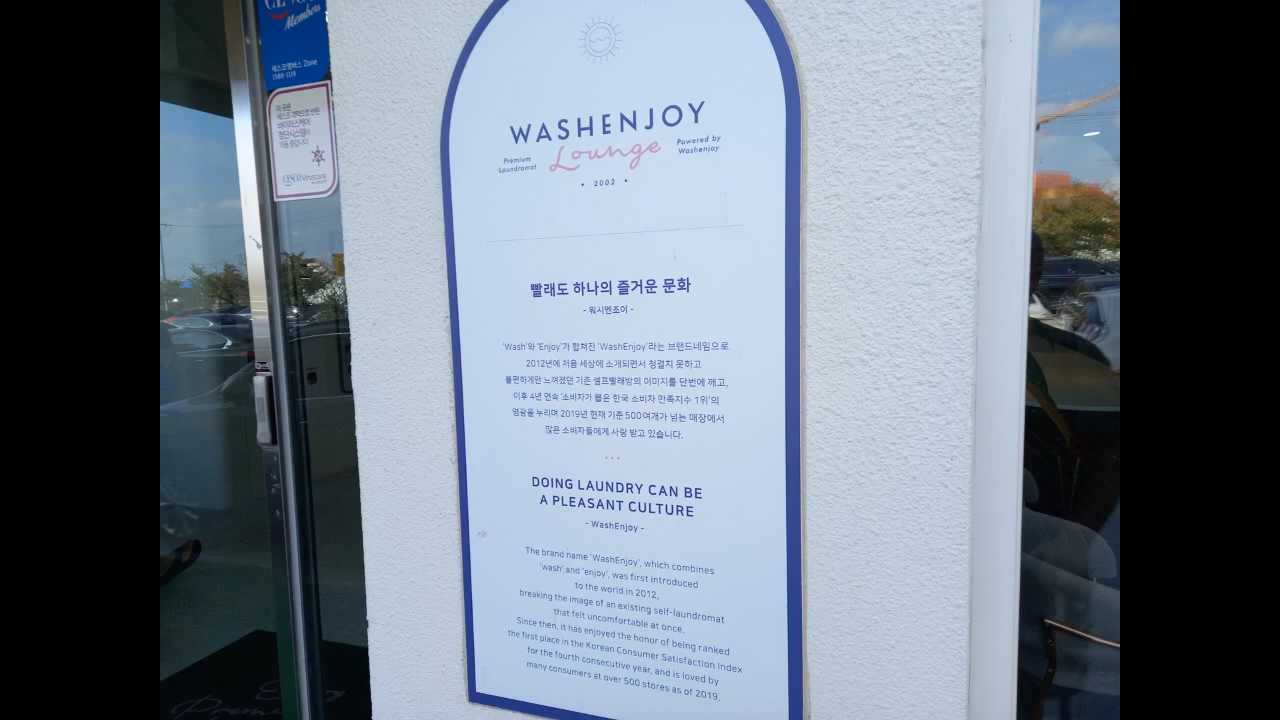 Members
세스코멤버스 Zone
1588-1119
WASHENJOY
Lounge
Premium
Laundromat
Powered by
Washenjoy
• 2002 •
빨래도 하나의 즐거운 문화
- 워시엔조이 -
'Wash'와 'Enjoy'가 합쳐진 'WashEnjoy'라는 브랜드네임으로
2012년에 처음 세상에 소개되면서 청결치 못하고
불편하게만 느껴졌던 기존 셀프빨래방의 이미지를 단번에 깨고,
이후 4년 연속 '소비자가 뽑은 한국 소비자 만족지수 1위'의
영광을 누리며 2019년 현재 기준 500여개가 넘는 매장에서
많은 소비자들에게 사랑 받고 있습니다.
DOING LAUNDRY CAN BE
A PLEASANT CULTURE
- WashEnjoy -
The brand name 'WashEnjoy', which combines
'wash' and 'enjoy', was first introduced
to the world in 2012,
breaking the image of an existing self-laundromat
that felt uncomfortable at once.
Since then, it has enjoyed the honor of being ranked
the first place in the Korean Consumer Satisfaction Index
for the fourth consecutive year, and is loved by
many consumers at over 500 stores as of 2019.